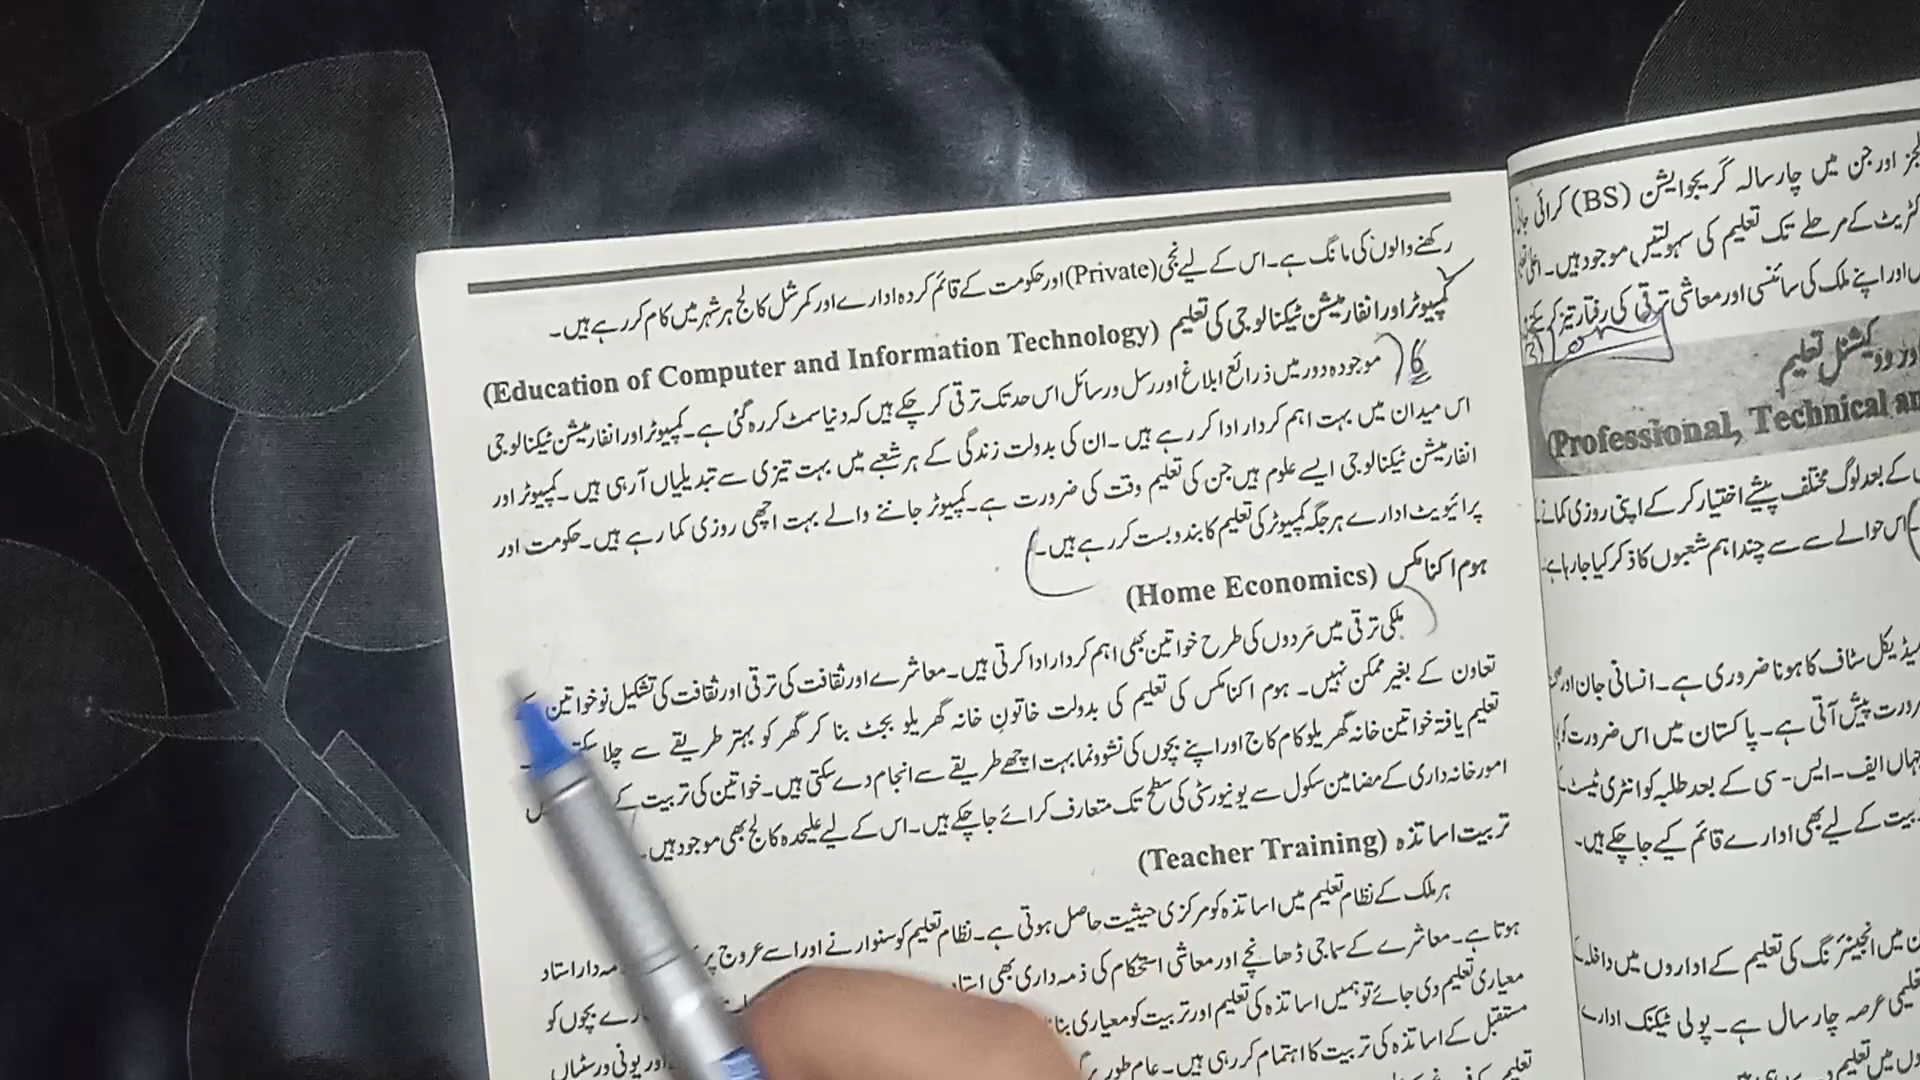 رکھنے والوں کی مانگ ہے۔ اس کے لیے نجی (Private) اور حکومت کے قائم کردہ ادارے اور کمرشل کالج ہر شہر میں کام کر رہے ہیں۔
کمپیوٹر اور انفارمیشن ٹیکنالوجی کی تعلیم (Education of Computer and Information Technology)
6
موجودہ دور میں ذرائع ابلاغ اور رسل و رسائل اس حد تک ترقی کر چکے ہیں کہ دنیا سمٹ کر رہ گئی ہے۔ کمپیوٹر اور انفارمیشن ٹیکنالوجی
اس میدان میں بہت اہم کردار ادا کر رہے ہیں۔ ان کی بدولت زندگی کے ہر شعبے میں بہت تیزی سے تبدیلیاں آ رہی ہیں۔ کمپیوٹر اور
انفارمیشن ٹیکنالوجی ایسے علوم ہیں جن کی تعلیم وقت کی ضرورت ہے۔ کمپیوٹر جاننے والے بہت اچھی روزی کما رہے ہیں۔ حکومت اور
پرائیویٹ ادارے ہر جگہ کمپیوٹر کی تعلیم کا بندوبست کر رہے ہیں۔
ہوم اکنامکس (Home Economics)
ملکی ترقی میں مَردوں کی طرح خواتین بھی اہم کردار ادا کرتی ہیں۔ معاشرے اور ثقافت کی ترقی اور ثقافت کی تشکیل نو خواتین
تعاون کے بغیر ممکن نہیں۔ ہوم اکنامکس کی تعلیم کی بدولت خاتونِ خانہ گھریلو بجٹ بنا کر گھر کو بہتر طریقے سے چلا
تعلیم یافتہ خواتین خانہ گھریلو کام کاج اور اپنے بچوں کی نشوونما بہت اچھے طریقے سے انجام دے سکتی ہیں۔ خواتین کی تربیت کے
امور خانہ داری کے مضامین سکول سے یونیورسٹی کی سطح تک متعارف کرائے جا چکے ہیں۔ اس کے لیے علیحدہ کالج بھی موجود ہیں۔
تربیت اساتذہ (Teacher Training)
ہر ملک کے نظام تعلیم میں اساتذہ کو مرکزی حیثیت حاصل ہوتی ہے۔ نظام تعلیم کو سنوارنے اور اسے عروج پر استاد
ہوتا ہے۔ معاشرے کے سماجی ڈھانچے اور معاشی استحکام کی ذمہ داری بھی بچوں کو
معیاری تعلیم دی جائے تو ہمیں اساتذہ کی تعلیم اور تربیت کو معیاری اور یونی ورسٹیاں
مستقبل کے اساتذہ کی تربیت کا اہتمام کر رہی ہیں۔ عام طور پر
اور جن میں چار سالہ گریجوایشن (BS) کرائی
کے مرحلے تک تعلیم کی سہولتیں موجود ہیں۔
اور اپنے ملک کی سائنسی اور معاشی ترقی کی رفتار تیز کر
تعلیم
(Professional, Technical
کے بعد لوگ مختلف پیشے اختیار کر کے اپنی روزی کمانے
اس حوالے سے سے چند اہم شعبوں کا ذکر کیا جا رہا ہے۔
سٹاف کا ہونا ضروری ہے۔ انسانی جان اور
پیش آتی ہے۔ پاکستان میں اس ضرورت کو
جہاں ایف۔ایس۔سی کے بعد طلبہ کو انٹری ٹیسٹ
کے لیے بھی ادارے قائم کیے جا چکے ہیں۔
میں انجینئرنگ کی تعلیم کے اداروں میں داخلہ
عرصہ چار سال ہے۔ پولی ٹیکنک ادارے
میں تعلیم